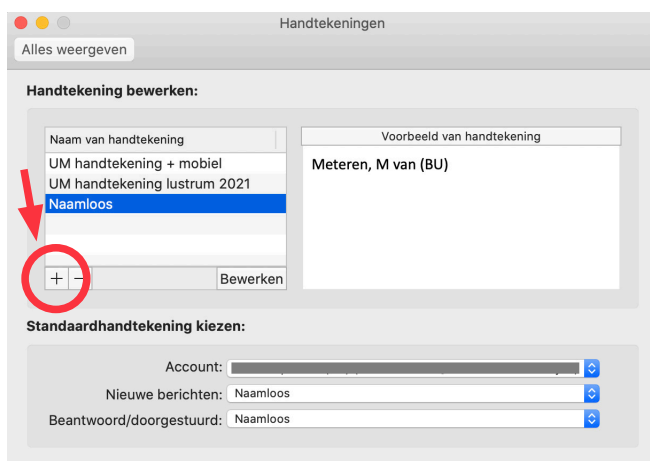 Handtekeningen
Alles weergeven
Handtekening bewerken:
Naam van handtekening
UM handtekening + mobiel
UM handtekening lustrum 2021
Naamloos
+ −
Bewerken
Voorbeeld van handtekening
Meteren, M van (BU)
Standaardhandtekening kiezen:
Account:
Nieuwe berichten: Naamloos
Beantwoord/doorgestuurd: Naamloos